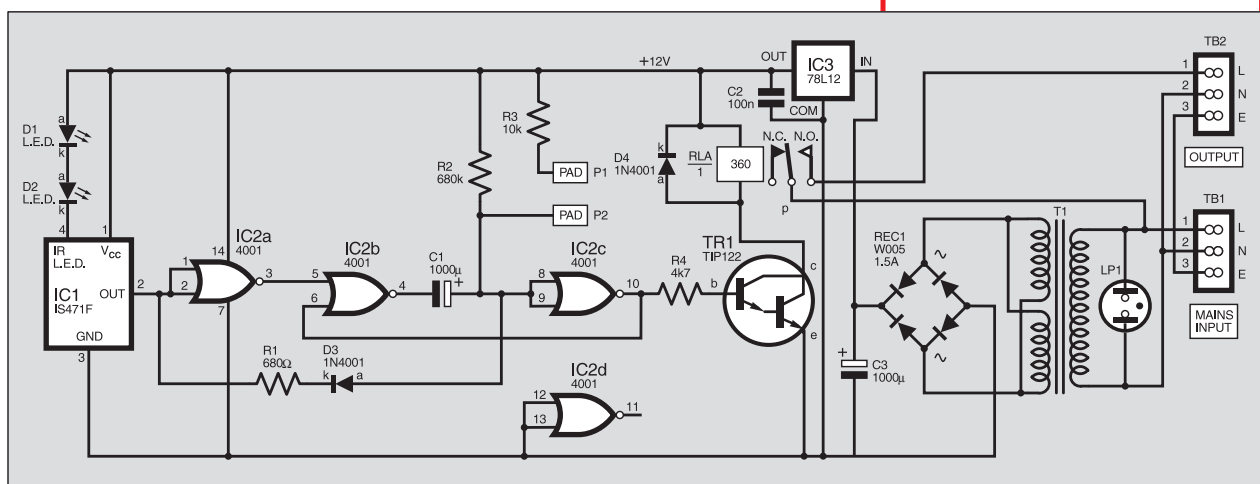 TB2
1
L
2
N
3
E
OUTPUT
TB1
1
L
2
N
3
E
MAINS
INPUT
+12V
OUT
IC3
78L12
IN
COM
C2
100n
D1
L.E.D.
a
k
D2
L.E.D.
a
k
4
1
IR
L.E.D.
Vcc
IC1
IS471F
OUT
2
GND
3
R1
680Ω
D3
1N4001
k
a
IC2a
4001
14
1
2
3
7
IC2b
4001
5
6
4
C1
1000µ
+
R2
680k
R3
10k
PAD
P1
PAD
P2
IC2c
4001
8
9
10
IC2d
4001
12
13
11
R4
4k7
TR1
TIP122
b
c
e
D4
1N4001
k
a
RLA
1
360
N.C.
N.O.
p
REC1
W005
1.5A
~
~
+
C3
1000µ
T1
LP1